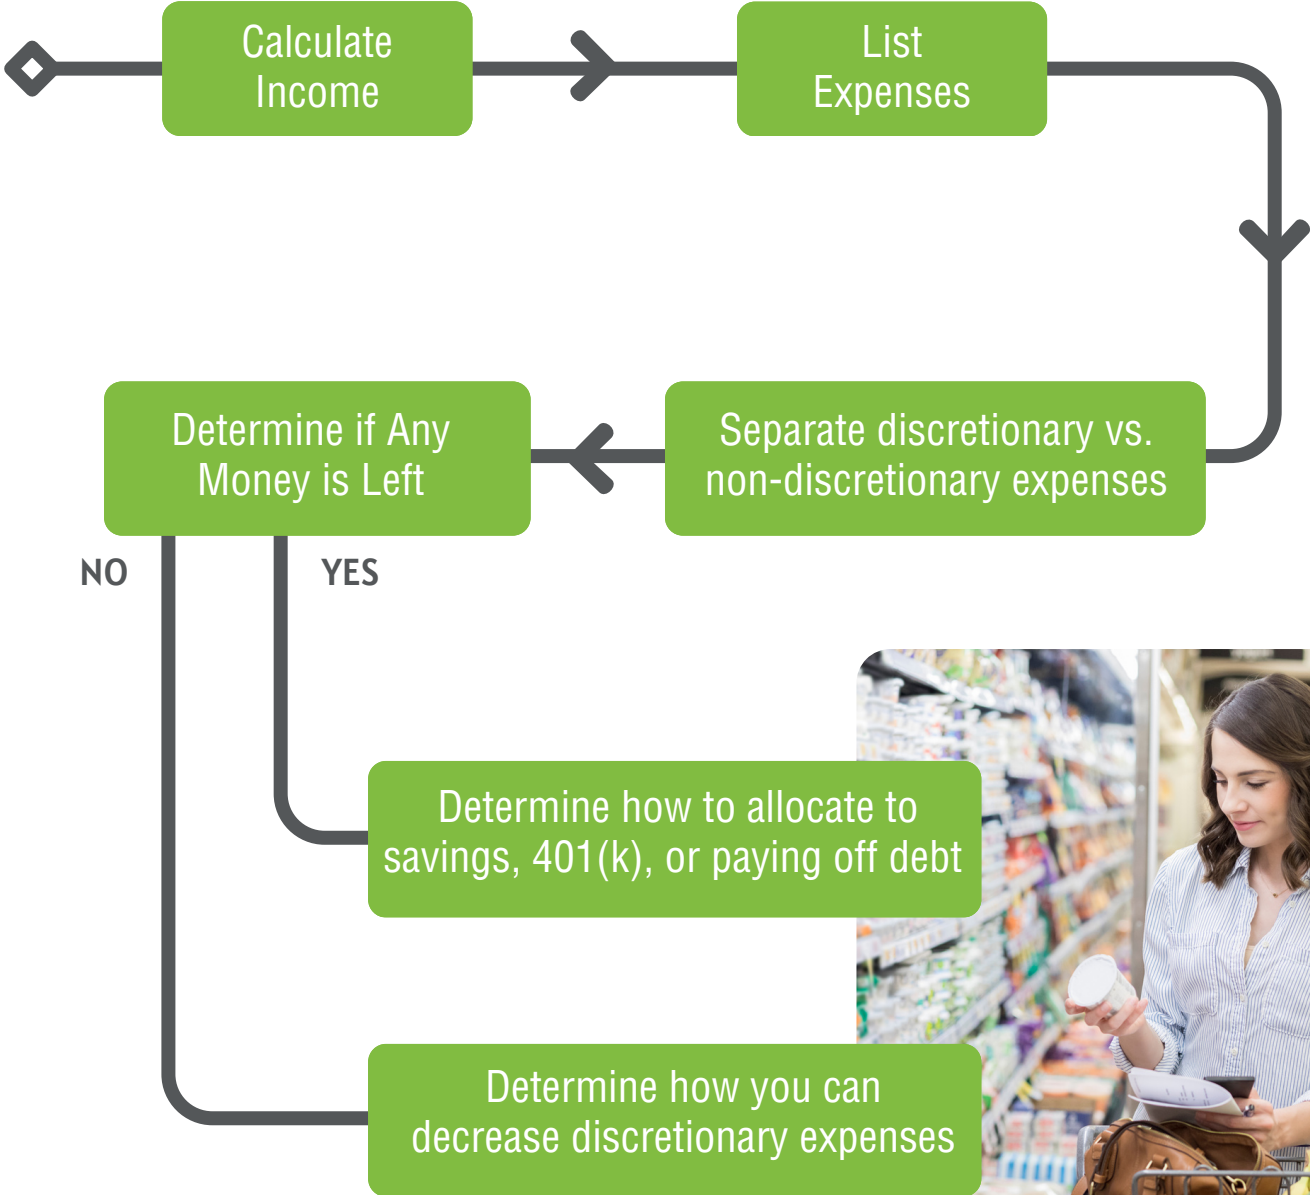 Calculate
Income
List
Expenses
Separate discretionary vs.
non-discretionary expenses
Determine if Any
Money is Left
NO
YES
Determine how to allocate to
savings, 401(k), or paying off debt
Determine how you can
decrease discretionary expenses